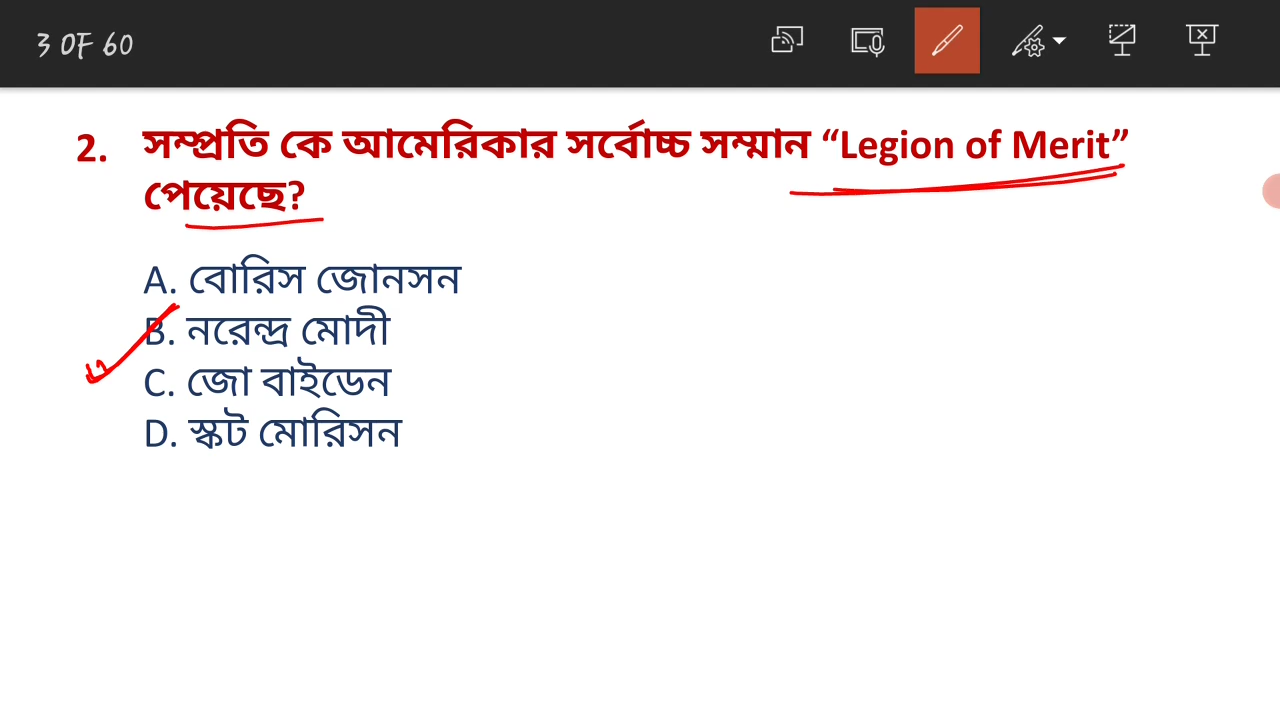 3 OF 60
2. সম্প্রতি কে আমেরিকার সর্বোচ্চ সম্মান “Legion of Merit”
পেয়েছে?
A. বোরিস জোনসন
B. নরেন্দ্র মোদী
C. জো বাইডেন
D. স্কট মোরিসন